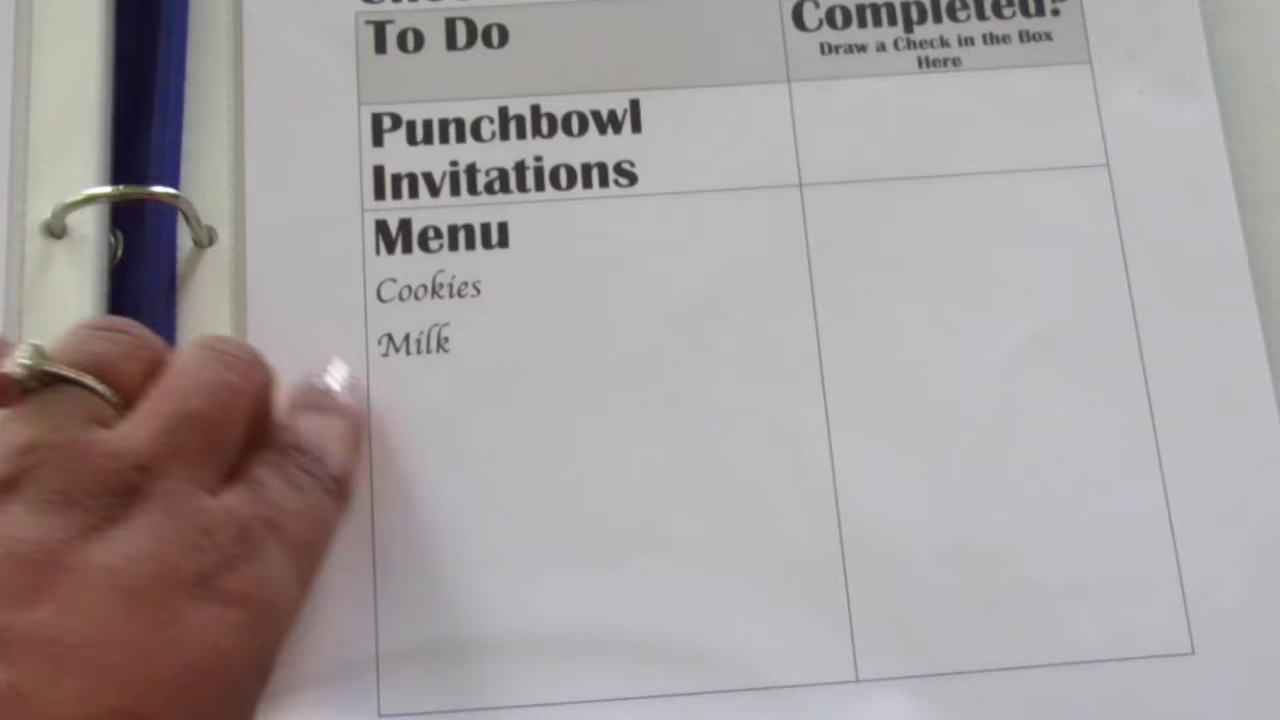 To Do
Completed?
Draw a Check in the Box
Here
Punchbowl
Invitations
Menu
Cookies
Milk